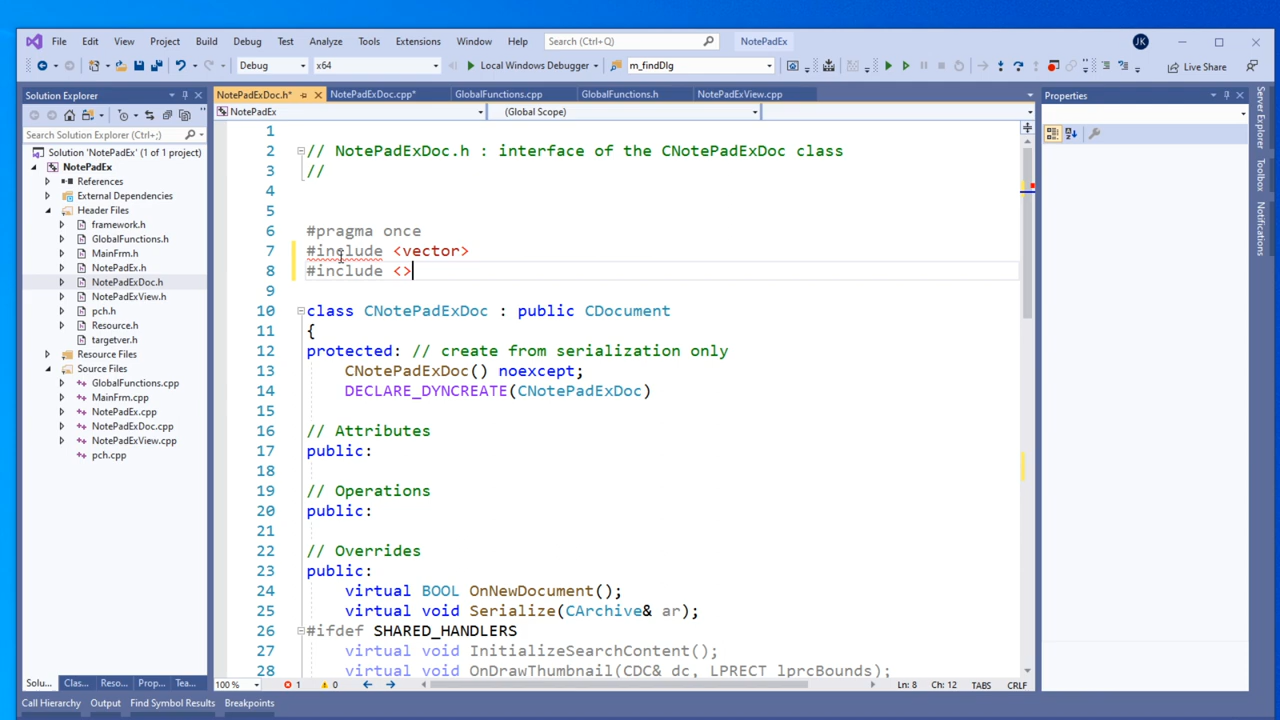 File Edit View Project Build Debug Test Analyze Tools Extensions Window Help Search (Ctrl+Q) NotePadEx JK
Debug x64 Local Windows Debugger m_findDlg Live Share
Solution Explorer
Search Solution Explorer (Ctrl+;)
Solution 'NotePadEx' (1 of 1 project)
NotePadEx
References
External Dependencies
Header Files
framework.h
GlobalFunctions.h
MainFrm.h
NotePadEx.h
NotePadExDoc.h
NotePadExView.h
pch.h
Resource.h
targetver.h
Resource Files
Source Files
GlobalFunctions.cpp
MainFrm.cpp
NotePadEx.cpp
NotePadExDoc.cpp
NotePadExView.cpp
pch.cpp
Solu... Clas... Reso... Prop... Tea...
NotePadExDoc.h* NotePadExDoc.cpp* GlobalFunctions.cpp GlobalFunctions.h NotePadExView.cpp
NotePadEx (Global Scope)
1
2 // NotePadExDoc.h : interface of the CNotePadExDoc class
3 //
4
5
6 #pragma once
7 #include <vector>
8 #include <>
9
10 class CNotePadExDoc : public CDocument
11 {
12 protected: // create from serialization only
13 CNotePadExDoc() noexcept;
14 DECLARE_DYNCREATE(CNotePadExDoc)
15
16 // Attributes
17 public:
18
19 // Operations
20 public:
21
22 // Overrides
23 public:
24 virtual BOOL OnNewDocument();
25 virtual void Serialize(CArchive& ar);
26 #ifdef SHARED_HANDLERS
27 virtual void InitializeSearchContent();
28 virtual void OnDrawThumbnail(CDC& dc, LPRECT lprcBounds);
100 % 1 0 Ln: 8 Ch: 12 TABS CRLF
Properties
Server Explorer
Toolbox
Notifications
Call Hierarchy Output Find Symbol Results Breakpoints